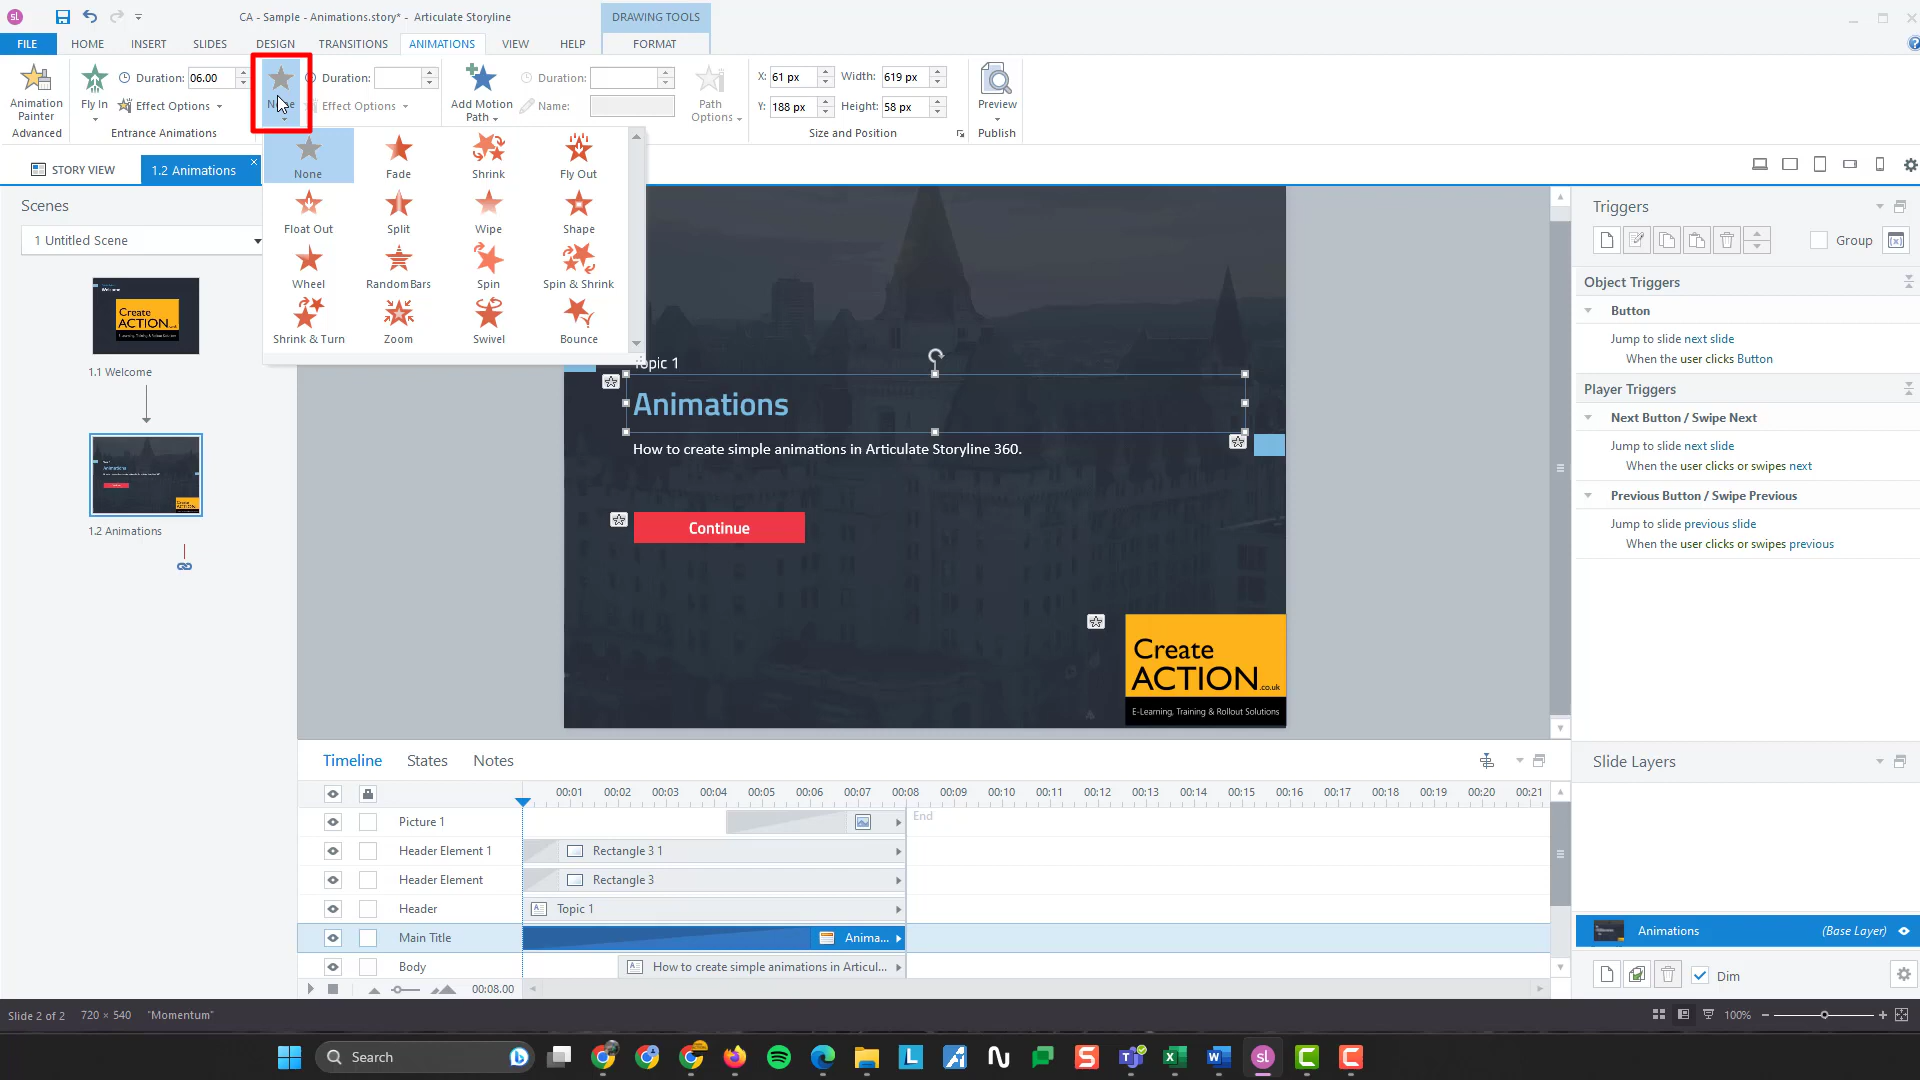 CA - Sample - Animations.story* - Articulate Storyline
DRAWING TOOLS
FILE HOME INSERT SLIDES DESIGN TRANSITIONS ANIMATIONS VIEW HELP FORMAT
Animation Painter
Advanced
Fly In
Duration: 06.00
Effect Options
Entrance Animations
None
Duration:
Effect Options
Add Motion Path
Duration:
Name:
Path Options
X: 61 px Width: 619 px
Y: 188 px Height: 58 px
Size and Position
Preview
Publish
None Fade Shrink Fly Out
Float Out Split Wipe Shape
Wheel RandomBars Spin Spin & Shrink
Shrink & Turn Zoom Swivel Bounce
STORY VIEW 1.2 Animations
Scenes
1 Untitled Scene
Welcome
Create
ACTION
1.1 Welcome
1.2 Animations
Topic 1
Animations
How to create simple animations in Articulate Storyline 360.
Continue
Create
ACTION.co.uk
E-Learning, Training & Rollout Solutions
Triggers
Group
Object Triggers
Button
Jump to slide next slide
When the user clicks Button
Player Triggers
Next Button / Swipe Next
Jump to slide next slide
When the user clicks or swipes next
Previous Button / Swipe Previous
Jump to slide previous slide
When the user clicks or swipes previous
Timeline States Notes
00:01 00:02 00:03 00:04 00:05 00:06 00:07 00:08 00:09 00:10 00:11 00:12 00:13 00:14 00:15 00:16 00:17 00:18 00:19 00:20 00:21
Picture 1 End
Header Element 1 Rectangle 3 1
Header Element Rectangle 3
Header Topic 1
Main Title Anima...
Body How to create simple animations in Articul...
00:08.00
Slide Layers
Animations (Base Layer)
Dim
Slide 2 of 2 720 × 540 "Momentum"
100%
Search